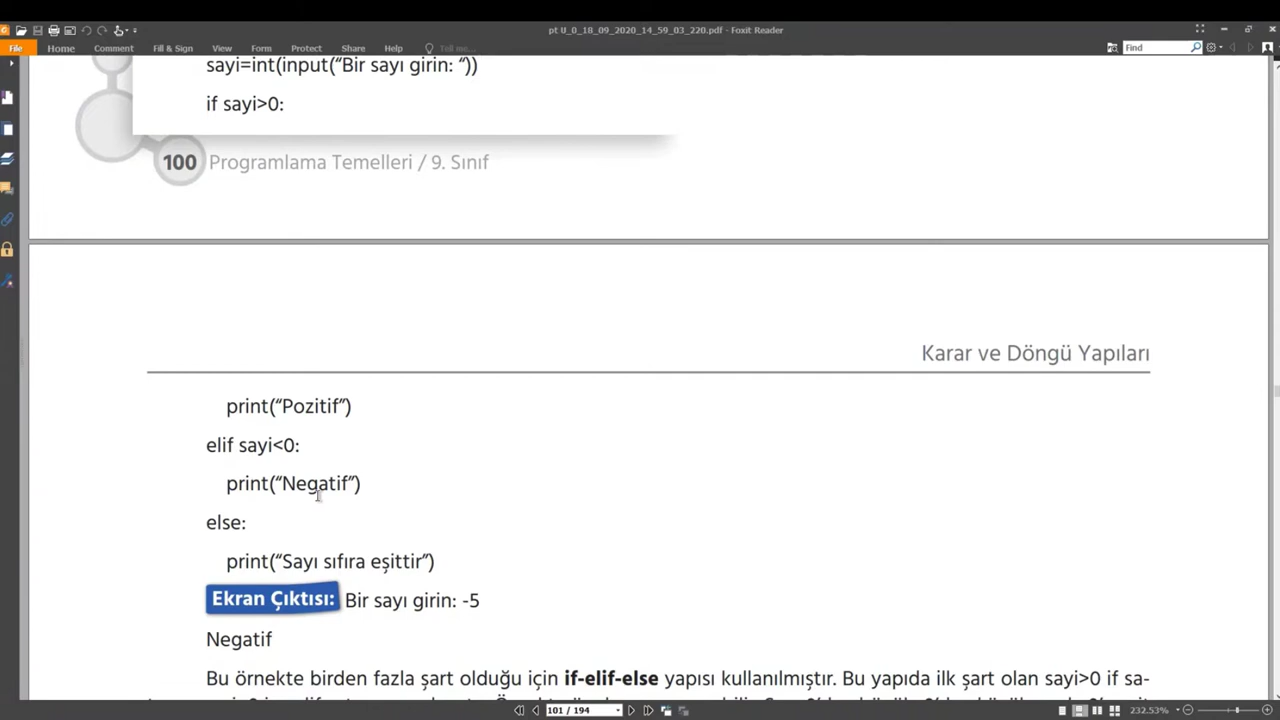 pt U_0_18_09_2020_14_59_03_220.pdf - Foxit Reader
File Home Comment Fill & Sign View Form Protect Share Help Tell me... Find
sayi=int(input(“Bir sayı girin: “))
if sayi>0:
100 Programlama Temelleri / 9. Sınıf
Karar ve Döngü Yapıları
print(“Pozitif”)
elif sayi<0:
print(“Negatif”)
else:
print(“Sayı sıfıra eşittir”)
Ekran Çıktısı: Bir sayı girin: -5
Negatif
Bu örnekte birden fazla şart olduğu için if-elif-else yapısı kullanılmıştır. Bu yapıda ilk şart olan sayi>0 if sa-
101 / 194 232.53%